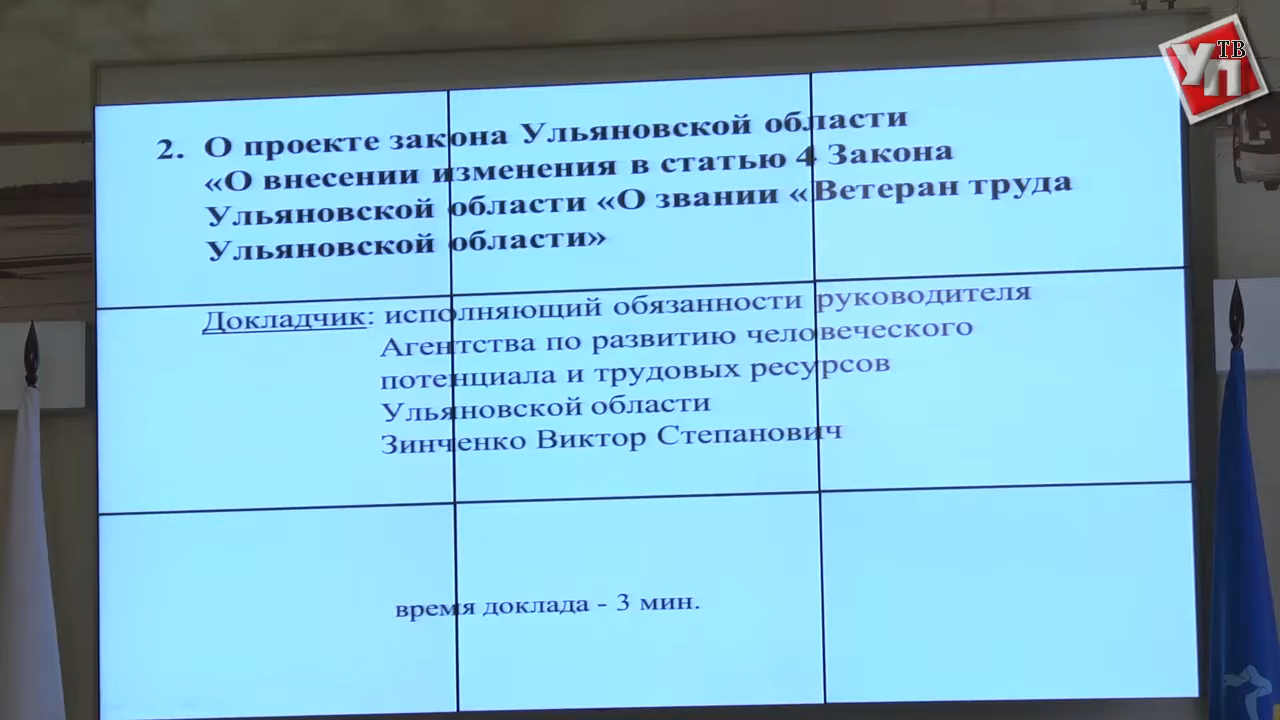 УП ТВ
2. О проекте закона Ульяновской области
«О внесении изменения в статью 4 Закона
Ульяновской области «О звании «Ветеран труда
Ульяновской области»
Докладчик: исполняющий обязанности руководителя
Агентства по развитию человеческого
потенциала и трудовых ресурсов
Ульяновской области
Зинченко Виктор Степанович
время доклада - 3 мин.